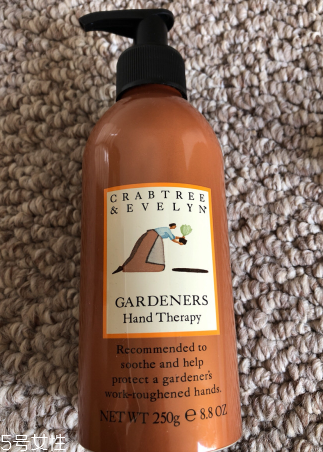 CRABTREE
& EVELYN
GARDENERS
Hand Therapy
Recommended to
soothe and help
protect a gardener's
work-roughened hands.
NET WT 250g ℮ 8.8 OZ
5号女性